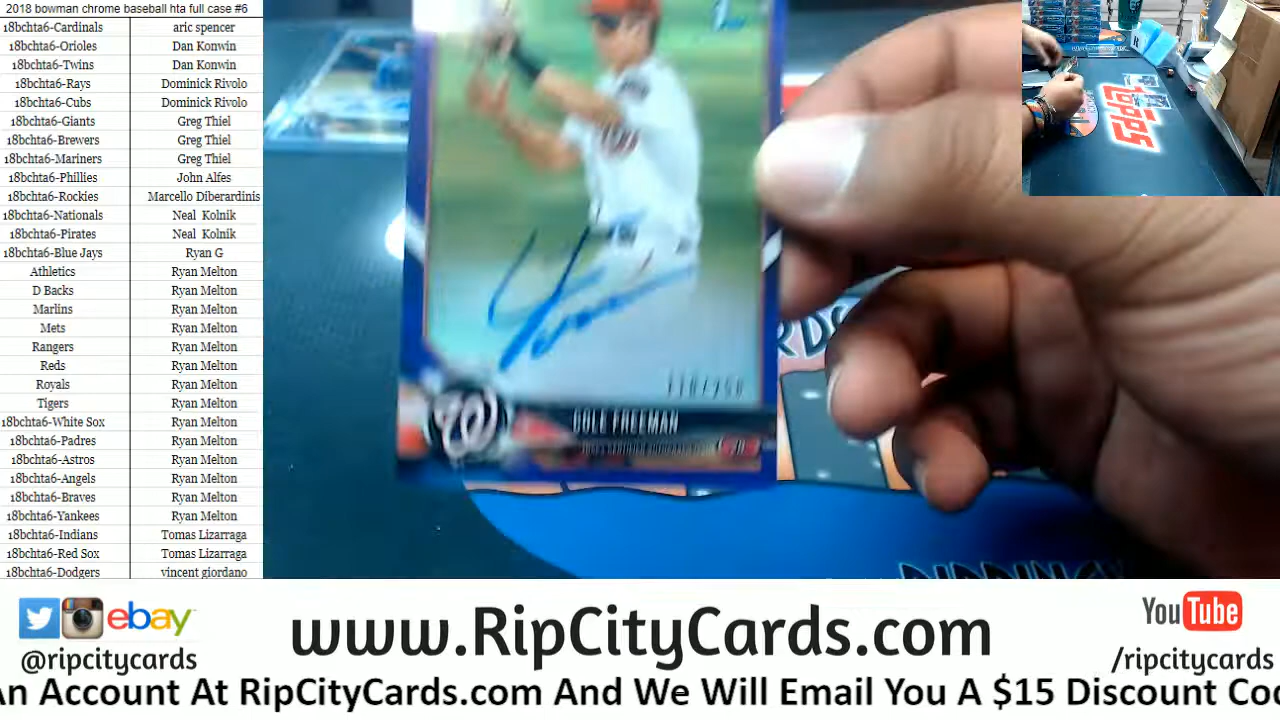 2018 bowman chrome baseball hta full case #6
18bchta6-Cardinals aric spencer
18bchta6-Orioles Dan Konwin
18bchta6-Twins Dan Konwin
18bchta6-Rays Dominick Rivolo
18bchta6-Cubs Dominick Rivolo
18bchta6-Giants Greg Thiel
18bchta6-Brewers Greg Thiel
18bchta6-Mariners Greg Thiel
18bchta6-Phillies John Alfes
18bchta6-Rockies Marcello Diberardinis
18bchta6-Nationals Neal Kolnik
18bchta6-Pirates Neal Kolnik
18bchta6-Blue Jays Ryan G
Athletics Ryan Melton
D Backs Ryan Melton
Marlins Ryan Melton
Mets Ryan Melton
Rangers Ryan Melton
Reds Ryan Melton
Royals Ryan Melton
Tigers Ryan Melton
18bchta6-White Sox Ryan Melton
18bchta6-Padres Ryan Melton
18bchta6-Astros Ryan Melton
18bchta6-Angels Ryan Melton
18bchta6-Braves Ryan Melton
18bchta6-Yankees Ryan Melton
18bchta6-Indians Tomas Lizarraga
18bchta6-Red Sox Tomas Lizarraga
18bchta6-Dodgers vincent giordano
W
COLE FREEMAN
Topps
ebay
@ripcitycards
www.RipCityCards.com
YouTube
/ripcitycards
An Account At RipCityCards.com And We Will Email You A $15 Discount Cod